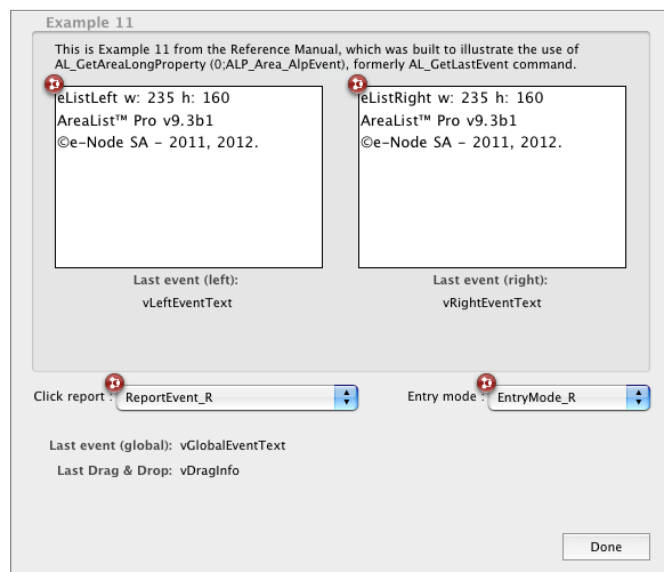 Example 11
This is Example 11 from the Reference Manual, which was built to illustrate the use of
AL_GetAreaLongProperty (0;ALP_Area_AlpEvent), formerly AL_GetLastEvent command.
eListLeft w: 235 h: 160
AreaList™ Pro v9.3b1
©e-Node SA - 2011, 2012.
eListRight w: 235 h: 160
AreaList™ Pro v9.3b1
©e-Node SA - 2011, 2012.
Last event (left):
vLeftEventText
Last event (right):
vRightEventText
Click report : ReportEvent_R
Entry mode : EntryMode_R
Last event (global): vGlobalEventText
Last Drag & Drop: vDragInfo
Done